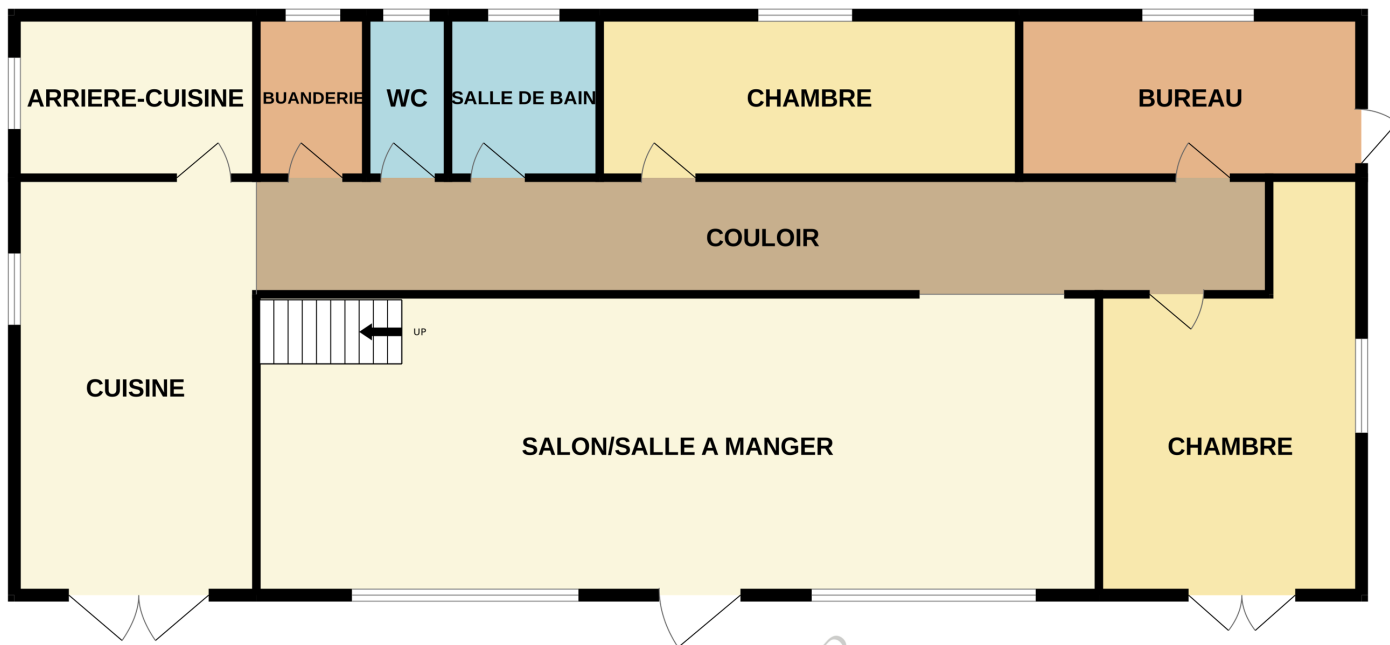 ARRIERE-CUISINE
BUANDERIE
WC
SALLE DE BAIN
CHAMBRE
BUREAU
COULOIR
UP
CUISINE
SALON/SALLE A MANGER
CHAMBRE